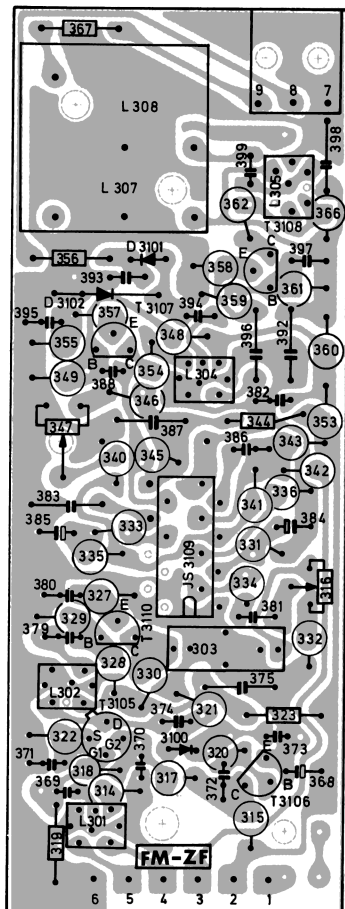 367
9 8 7
L 308
398
399
L305
L 307
362
366
T 3108
C
D 3101
356
E
397
358
393
D 3102
B
361
357
T 3107
359
395
394
E
348
396
392
355
360
354
B
C
388
L 304
349
346
382
353
344
347
387
343
386
340
345
342
336
383
341
385
333
384
JS 3109
331
335
334
316
380
327
E
381
329
T 3110
379
303
332
B
C
328
330
375
L302
T 3105
321
374
323
D
322
S
3100
320
373
G2
370
E
371
G1
372
318
317
368
B
369
314
C
T3106
315
L301
319
FM-ZF
6 5 4 3 2 1